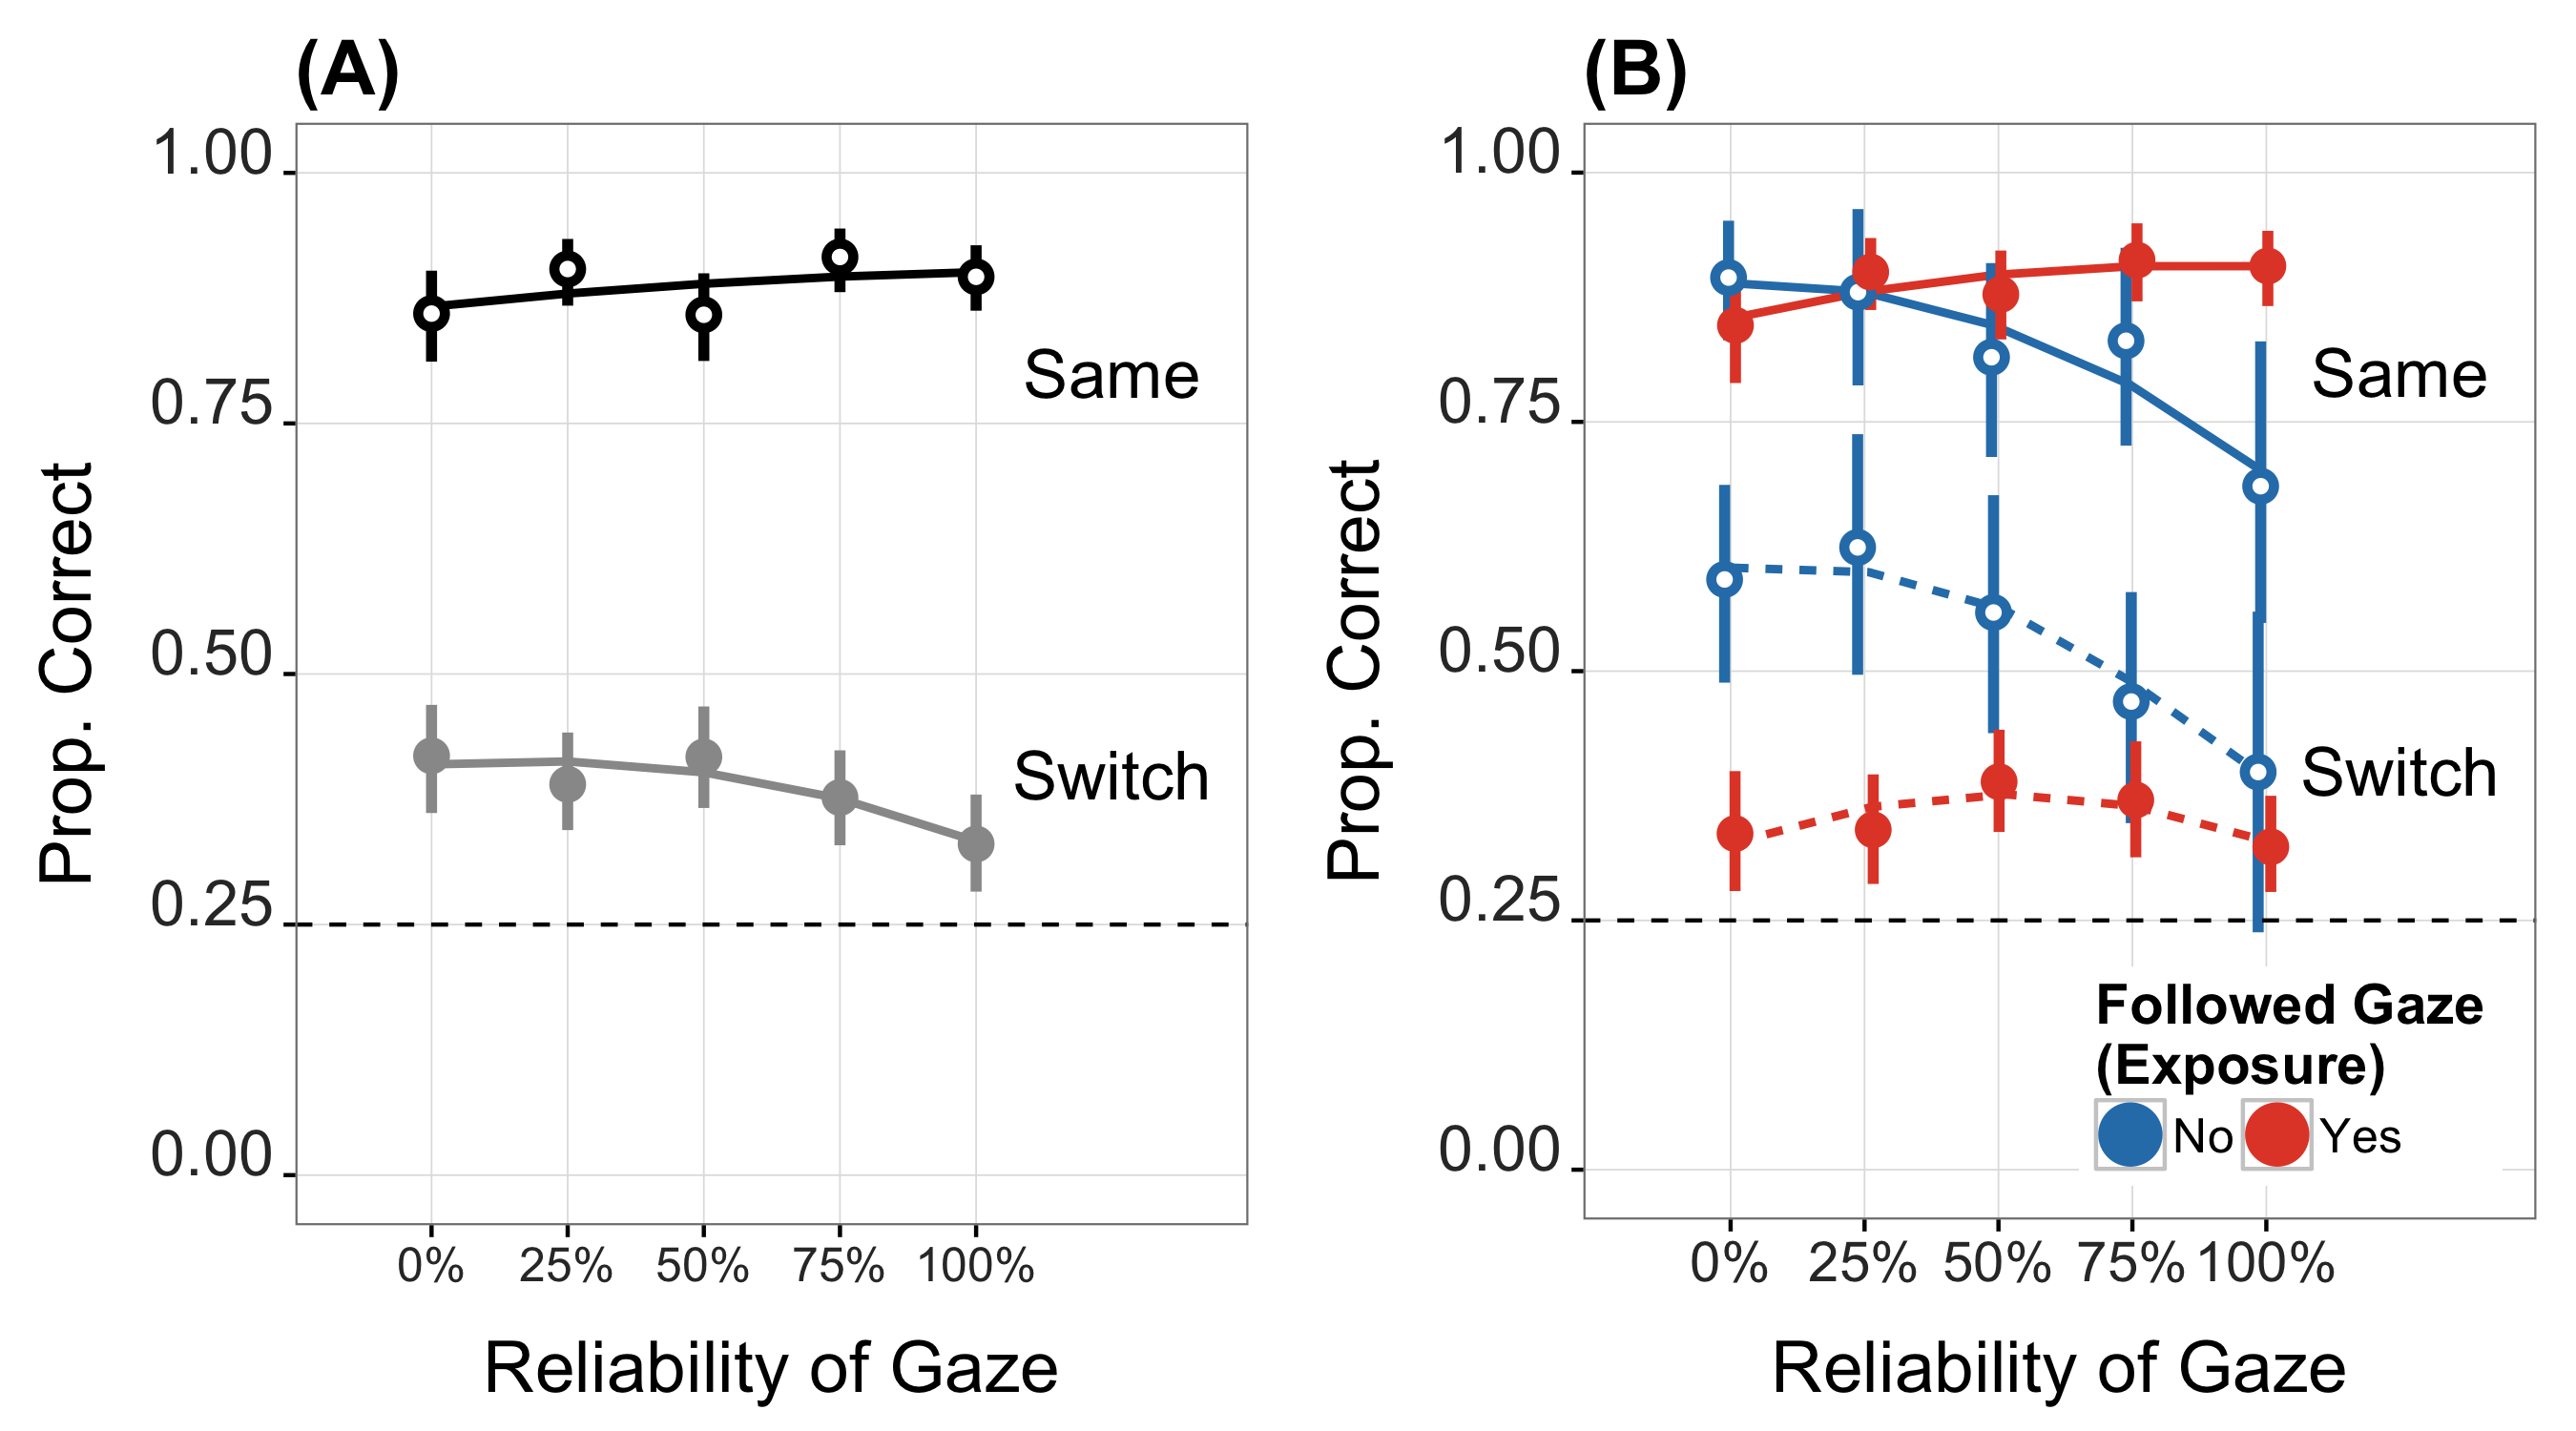 (A)
1.00
0.75
0.50
0.25
0.00
Prop. Correct
Same
Switch
0% 25% 50% 75% 100%
Reliability of Gaze
(B)
1.00
0.75
0.50
0.25
0.00
Prop. Correct
Same
Switch
Followed Gaze
(Exposure)
No Yes
0% 25% 50% 75% 100%
Reliability of Gaze